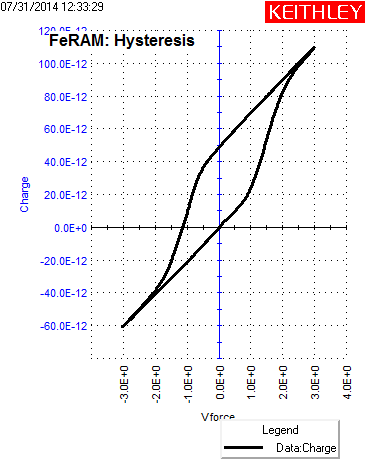 07/31/2014 12:33:29
KEITHLEY
FeRAM: Hysteresis
120.0E-12
100.0E-12
80.0E-12
60.0E-12
40.0E-12
20.0E-12
0.0E+0
-20.0E-12
-40.0E-12
-60.0E-12
Charge
-3.0E+0
-2.0E+0
-1.0E+0
0.0E+0
1.0E+0
2.0E+0
3.0E+0
4.0E+0
Vforce
Legend
Data:Charge